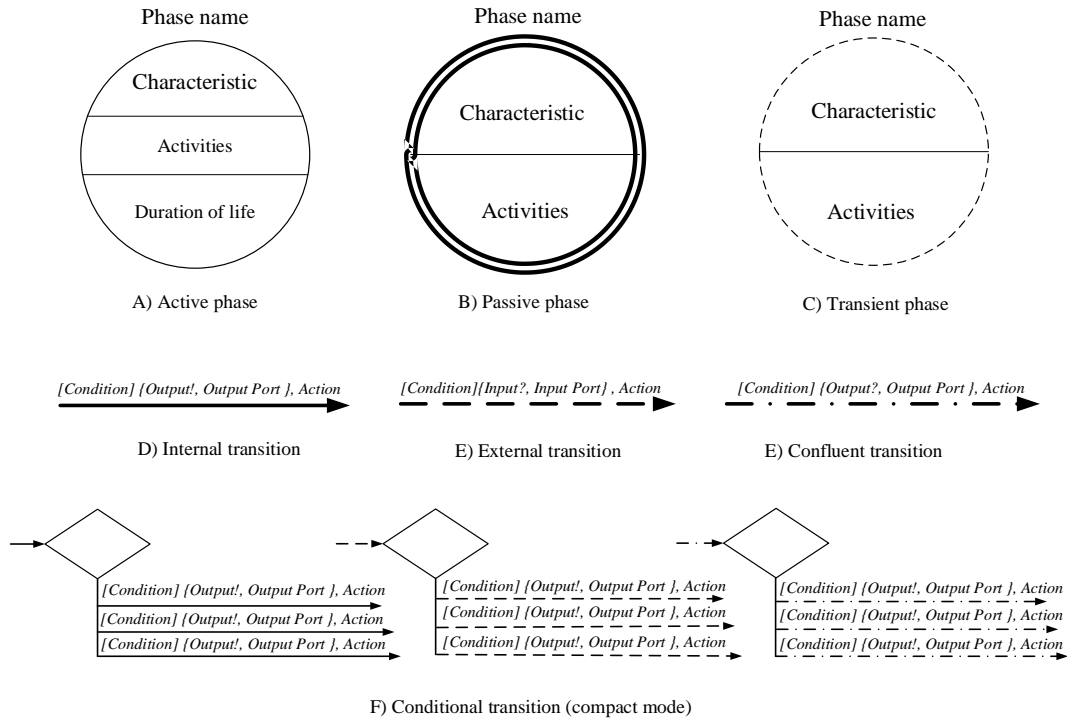 Phase name
Phase name
Phase name
Characteristic
Activities
Duration of life
Characteristic
Activities
Characteristic
Activities
A) Active phase
B) Passive phase
C) Transient phase
[Condition] {Output!, Output Port }, Action
[Condition]{Input?, Input Port} , Action
[Condition] {Output?, Output Port }, Action
D) Internal transition
E) External transition
E) Confluent transition
[Condition] {Output!, Output Port }, Action
[Condition] {Output!, Output Port }, Action
[Condition] {Output!, Output Port }, Action
[Condition] {Output!, Output Port }, Action
[Condition] {Output!, Output Port }, Action
[Condition] {Output!, Output Port }, Action
[Condition] {Output!, Output Port }, Action
[Condition] {Output!, Output Port }, Action
[Condition] {Output!, Output Port }, Action
F) Conditional transition (compact mode)